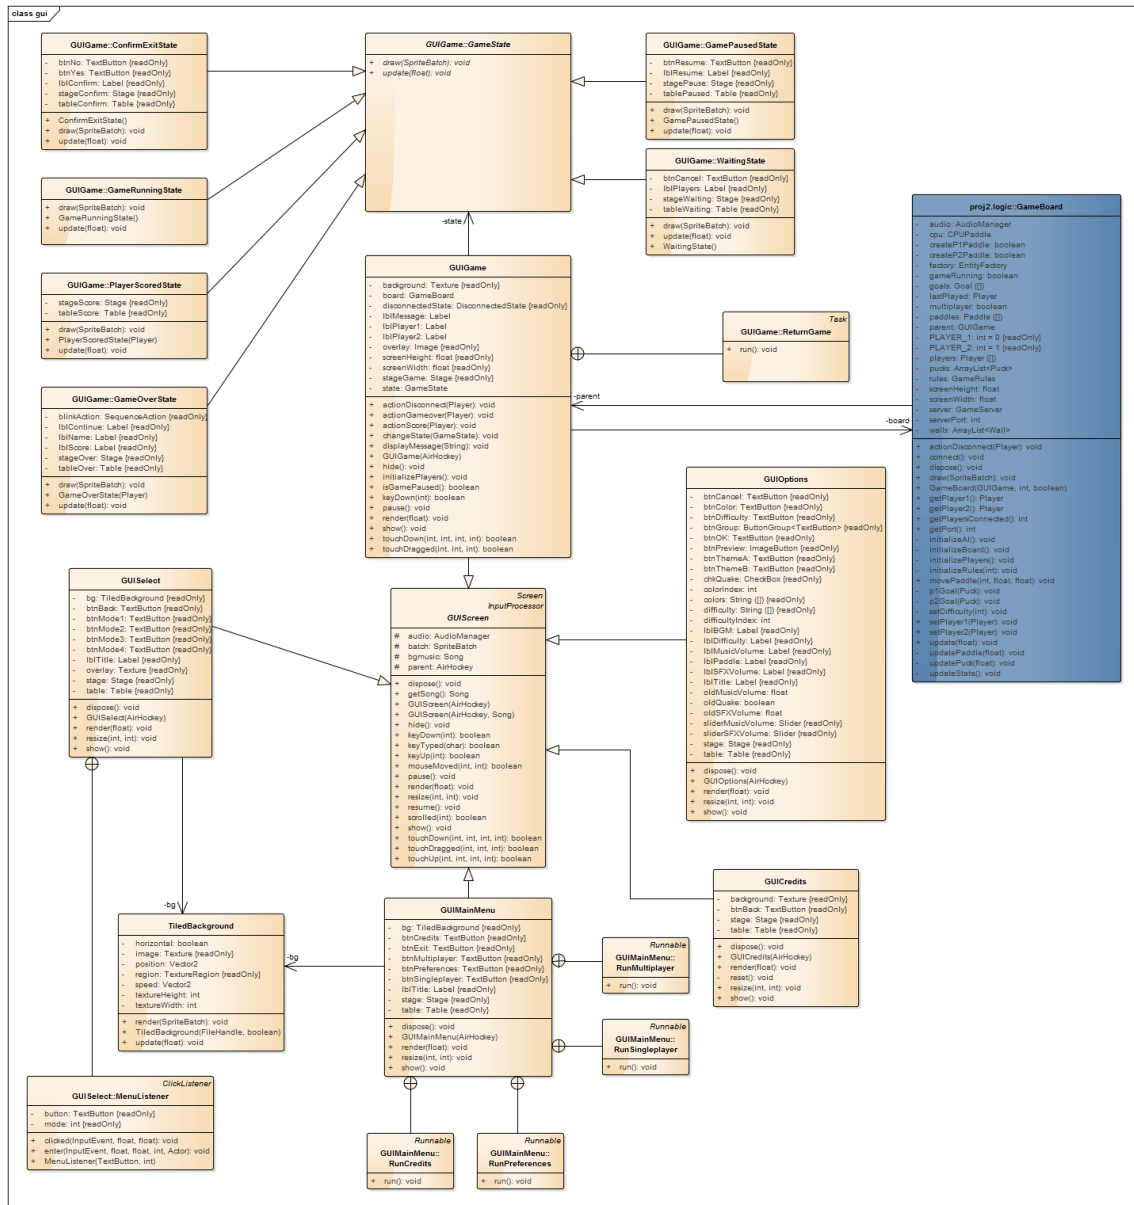 class gui
GUIGame::ConfirmExitState
- btnNo: TextButton {readOnly}
- btnYes: TextButton {readOnly}
- lblConfirm: Label {readOnly}
- stageConfirm: Stage {readOnly}
- tableConfirm: Table {readOnly}
+ ConfirmExitState()
+ draw(SpriteBatch): void
+ update(float): void
GUIGame::GameState
+ draw(SpriteBatch): void
+ update(float): void
GUIGame::GamePausedState
- btnResume: TextButton {readOnly}
- lblResume: Label {readOnly}
- stagePause: Stage {readOnly}
- tablePaused: Table {readOnly}
+ draw(SpriteBatch): void
+ GamePausedState()
+ update(float): void
GUIGame::WaitingState
- btnCancel: TextButton {readOnly}
- lblPlayers: Label {readOnly}
- stageWaiting: Stage {readOnly}
- tableWaiting: Table {readOnly}
+ draw(SpriteBatch): void
+ update(float): void
+ WaitingState()
GUIGame::GameRunningState
+ draw(SpriteBatch): void
+ GameRunningState()
+ update(float): void
GUIGame::PlayerScoredState
- stageScore: Stage {readOnly}
- tableScore: Table {readOnly}
+ draw(SpriteBatch): void
+ PlayerScoredState(Player)
+ update(float): void
GUIGame::GameOverState
- blinkAction: SequenceAction {readOnly}
- lblContinue: Label {readOnly}
- lblName: Label {readOnly}
- lblScore: Label {readOnly}
- stageOver: Stage {readOnly}
- tableOver: Table {readOnly}
+ draw(SpriteBatch): void
+ GameOverState(Player)
+ update(float): void
-state
GUIGame
- background: Texture {readOnly}
- board: GameBoard
- disconnectedState: DisconnectedState {readOnly}
- lblMessage: Label
- lblPlayer1: Label
- lblPlayer2: Label
- overlay: Image {readOnly}
- screenHeight: float {readOnly}
- screenWidth: float {readOnly}
- stageGame: Stage {readOnly}
- state: GameState
+ actionDisconnect(Player): void
+ actionGameover(Player): void
+ actionScore(Player): void
+ changeState(GameState): void
+ displayMessage(String): void
+ GUIGame(AirHockey)
+ hide(): void
+ initializePlayers(): void
+ isGamePaused(): boolean
+ keyDown(int): boolean
+ pause(): void
+ render(float): void
+ show(): void
+ touchDown(int, int, int, int): boolean
+ touchDragged(int, int, int): boolean
Task
GUIGame::ReturnGame
+ run(): void
-parent
-board
proj2.logic::GameBoard
- audio: AudioManager
- cpu: CPUPaddle
- createP1Paddle: boolean
- createP2Paddle: boolean
- factory: EntityFactory
- gameRunning: boolean
- goals: Goal ([])
- lastPlayed: Player
- multiplayer: boolean
- paddles: Paddle ([])
- parent: GUIGame
- PLAYER_1: int = 0 {readOnly}
- PLAYER_2: int = 1 {readOnly}
- players: Player ([])
- pucks: ArrayList<Puck>
- rules: GameRules
- screenHeight: float
- screenWidth: float
- server: GameServer
- serverPort: int
- walls: ArrayList<Wall>
+ actionDisconnect(Player): void
+ connect(): void
+ dispose(): void
+ draw(SpriteBatch): void
+ GameBoard(GUIGame, int, boolean)
+ getPlayer1(): Player
+ getPlayer2(): Player
+ getPlayersConnected(): int
+ getPort(): int
- initializeAI(): void
- initializeBoard(): void
- initializePlayers(): void
- initializeRules(int): void
+ movePaddle(int, float, float): void
- p1Goal(Puck): void
- p2Goal(Puck): void
- setDifficulty(int): void
+ setPlayer1(Player): void
+ setPlayer2(Player): void
+ update(float): void
- updatePaddle(float): void
- updatePuck(float): void
- updateState(): void
GUIOptions
- btnCancel: TextButton {readOnly}
- btnColor: TextButton {readOnly}
- btnDifficulty: TextButton {readOnly}
- btnGroup: ButtonGroup<TextButton> {readOnly}
- btnOK: TextButton {readOnly}
- btnPreview: ImageButton {readOnly}
- btnThemeA: TextButton {readOnly}
- btnThemeB: TextButton {readOnly}
- chkQuake: CheckBox {readOnly}
- colorIndex: int
- colors: String ([]) {readOnly}
- difficulty: String ([]) {readOnly}
- difficultyIndex: int
- lblBGM: Label {readOnly}
- lblDifficulty: Label {readOnly}
- lblMusicVolume: Label {readOnly}
- lblPaddle: Label {readOnly}
- lblSFXVolume: Label {readOnly}
- lblTitle: Label {readOnly}
- oldMusicVolume: float
- oldQuake: boolean
- oldSFXVolume: float
- sliderMusicVolume: Slider {readOnly}
- sliderSFXVolume: Slider {readOnly}
- stage: Stage {readOnly}
- table: Table {readOnly}
+ dispose(): void
+ GUIOptions(AirHockey)
+ render(float): void
+ resize(int, int): void
+ show(): void
GUISelect
- bg: TiledBackground {readOnly}
- btnBack: TextButton {readOnly}
- btnMode1: TextButton {readOnly}
- btnMode2: TextButton {readOnly}
- btnMode3: TextButton {readOnly}
- btnMode4: TextButton {readOnly}
- lblTitle: Label {readOnly}
- overlay: Texture {readOnly}
- stage: Stage {readOnly}
- table: Table {readOnly}
+ dispose(): void
+ GUISelect(AirHockey)
+ render(float): void
+ resize(int, int): void
+ show(): void
Screen
InputProcessor
GUIScreen
# audio: AudioManager
# batch: SpriteBatch
# bgmusic: Song
# parent: AirHockey
+ dispose(): void
+ getSong(): Song
+ GUIScreen(AirHockey)
+ GUIScreen(AirHockey, Song)
+ hide(): void
+ keyDown(int): boolean
+ keyTyped(char): boolean
+ keyUp(int): boolean
+ mouseMoved(int, int): boolean
+ pause(): void
+ render(float): void
+ resize(int, int): void
+ resume(): void
+ scrolled(int): boolean
+ show(): void
+ touchDown(int, int, int, int): boolean
+ touchDragged(int, int, int): boolean
+ touchUp(int, int, int, int): boolean
GUICredits
- background: Texture {readOnly}
- btnBack: TextButton {readOnly}
- stage: Stage {readOnly}
- table: Table {readOnly}
+ dispose(): void
+ GUICredits(AirHockey)
+ render(float): void
- reset(): void
+ resize(int, int): void
+ show(): void
-bg
TiledBackground
- horizontal: boolean
- image: Texture {readOnly}
- position: Vector2
- region: TextureRegion {readOnly}
- speed: Vector2
- textureHeight: int
- textureWidth: int
+ render(SpriteBatch): void
+ TiledBackground(FileHandle, boolean)
+ update(float): void
-bg
GUIMainMenu
- bg: TiledBackground {readOnly}
- btnCredits: TextButton {readOnly}
- btnExit: TextButton {readOnly}
- btnMultiplayer: TextButton {readOnly}
- btnPreferences: TextButton {readOnly}
- btnSingleplayer: TextButton {readOnly}
- lblTitle: Label {readOnly}
- stage: Stage {readOnly}
- table: Table {readOnly}
+ dispose(): void
+ GUIMainMenu(AirHockey)
+ render(float): void
+ resize(int, int): void
+ show(): void
Runnable
GUIMainMenu::
RunMultiplayer
+ run(): void
Runnable
GUIMainMenu::
RunSingleplayer
+ run(): void
ClickListener
GUISelect::MenuListener
- button: TextButton {readOnly}
- mode: int {readOnly}
+ clicked(InputEvent, float, float): void
+ enter(InputEvent, float, float, int, Actor): void
+ MenuListener(TextButton, int)
Runnable
GUIMainMenu::
RunCredits
+ run(): void
Runnable
GUIMainMenu::
RunPreferences
+ run(): void